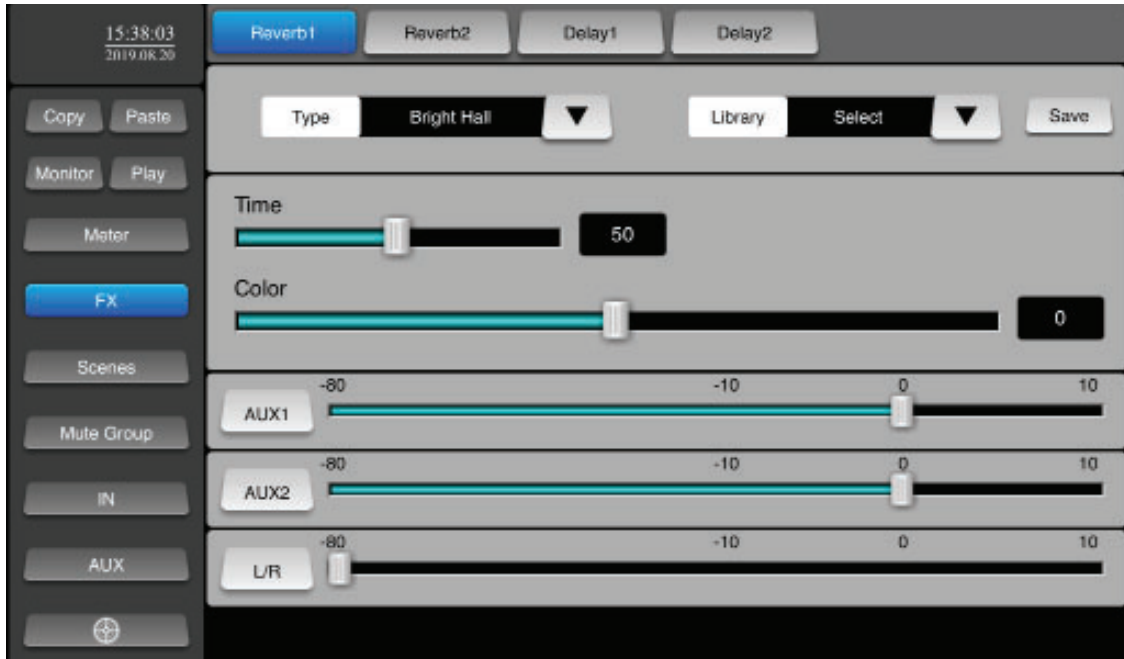 15:38:03
2019.08.20
Reverb1 Reverb2 Delay1 Delay2
Copy Paste
Type Bright Hall Library Select Save
Monitor Play
Time
Meter
50
FX
Color
0
Scenes
-80 -10 0 10
AUX1
Mute Group
-80 -10 0 10
AUX2
IN
-80 -10 0 10
AUX
L/R